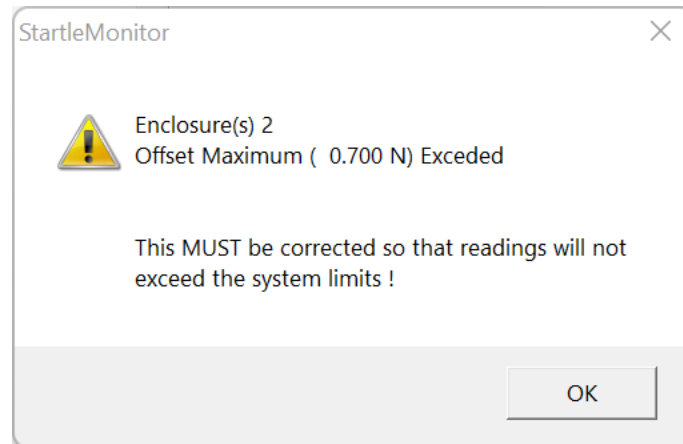 StartleMonitor
Enclosure(s) 2
Offset Maximum (  0.700 N) Exceded
This MUST be corrected so that readings will not
exceed the system limits !
OK